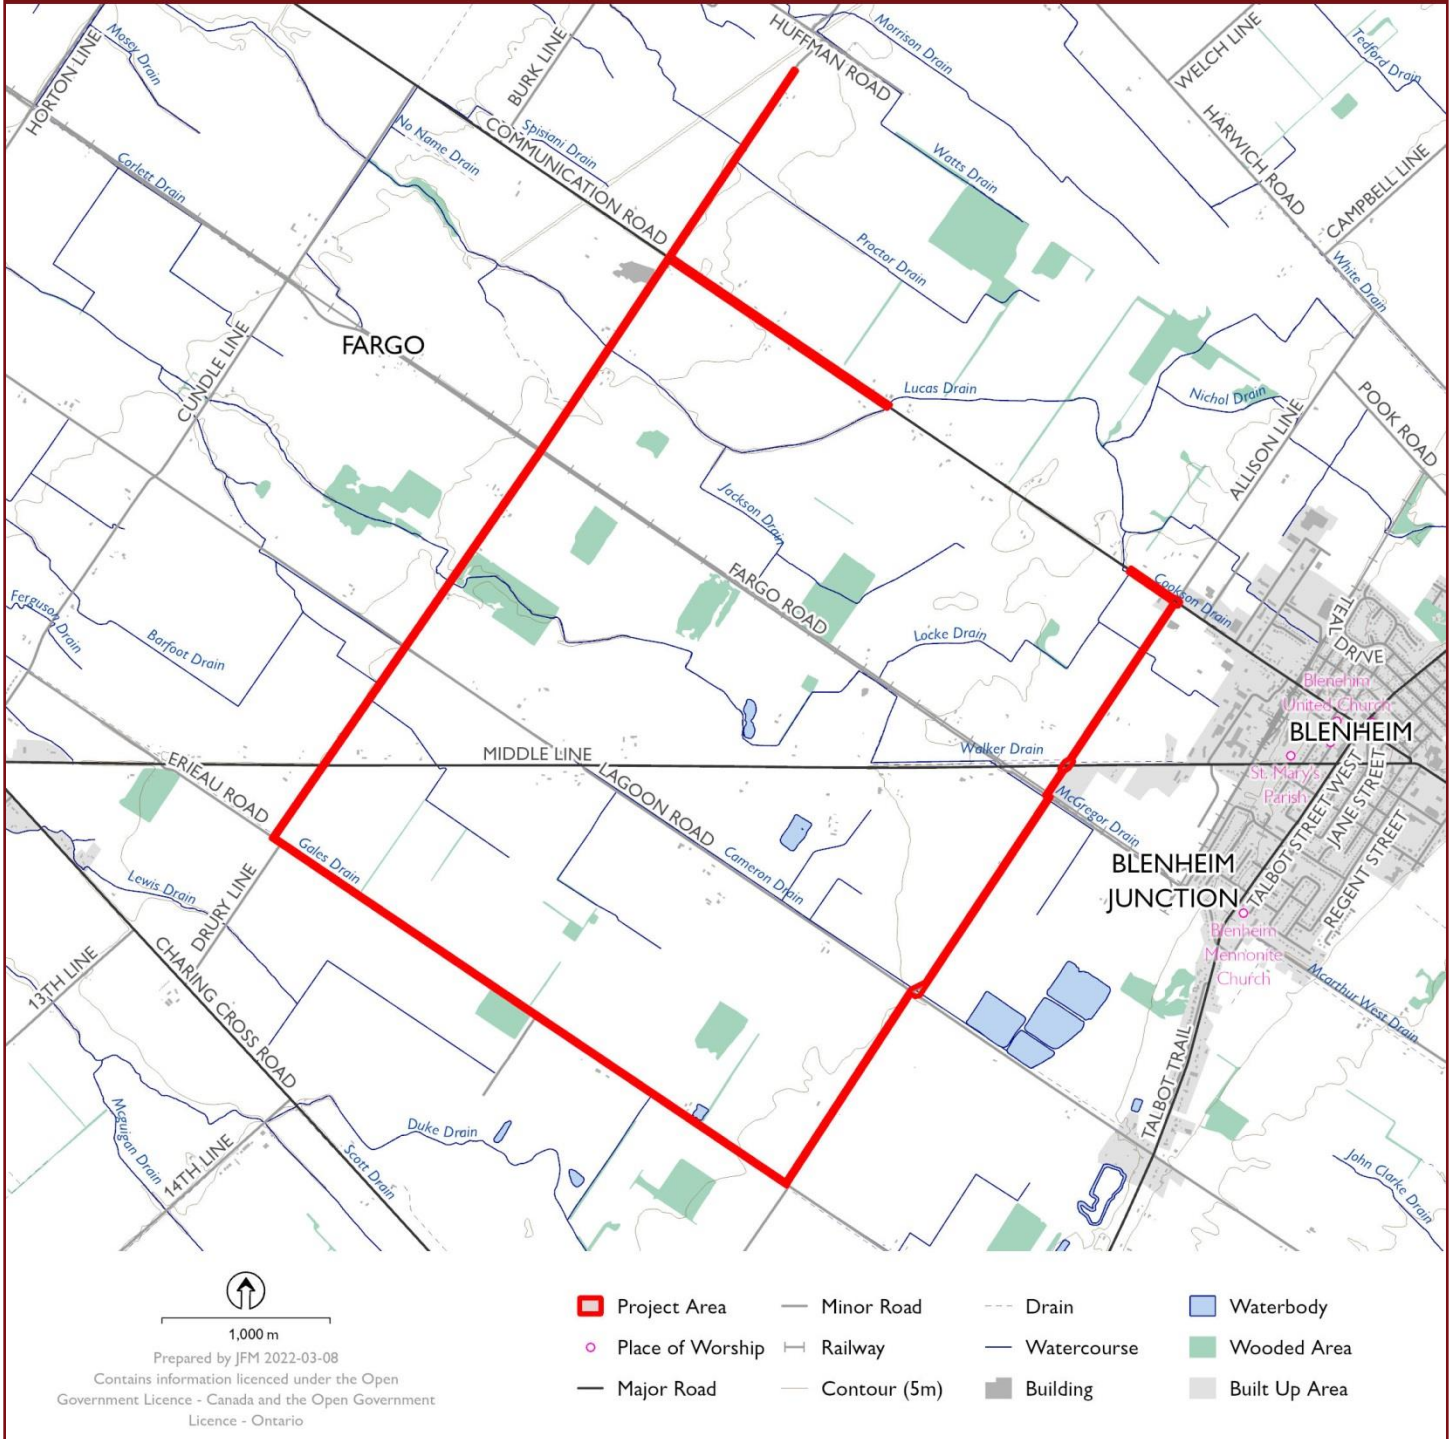 HUFFMAN ROAD
Morrison Drain
WELCH LINE
Tedford Drain
HORTON LINE
Mosey Drain
BURK LINE
HARWICH ROAD
COMMUNICATION ROAD
No Name Drain
Spisiani Drain
Watts Drain
CAMPBELL LINE
Corlett Drain
Proctor Drain
White Drain
FARGO
CUNDLE LINE
Lucas Drain
Nichol Drain
POOK ROAD
ALLISON LINE
Jackson Drain
FARGO ROAD
Cookson Drain
TEAL DRIVE
Ferguson Drain
Barfoot Drain
Locke Drain
Blenehim
United Church
BLENHEIM
ERIEAU ROAD
MIDDLE LINE
LAGOON ROAD
Walker Drain
St. Mary's
Parish
TALBOT STREET WEST
JANE STREET
REGENT STREET
McGregor Drain
Gales Drain
Cameron Drain
BLENHEIM
JUNCTION
Lewis Drain
DRURY LINE
Blenheim
Mennonite
Church
13TH LINE
CHARING CROSS ROAD
Mcarthur West Drain
TALBOT TRAIL
Mcguigan Drain
Duke Drain
14TH LINE
Scott Drain
John Clarke Drain
1,000 m
Prepared by JFM 2022-03-08
Contains information licenced under the Open
Government Licence - Canada and the Open Government
Licence - Ontario
Project Area
Minor Road
Drain
Waterbody
Place of Worship
Railway
Watercourse
Wooded Area
Major Road
Contour (5m)
Building
Built Up Area